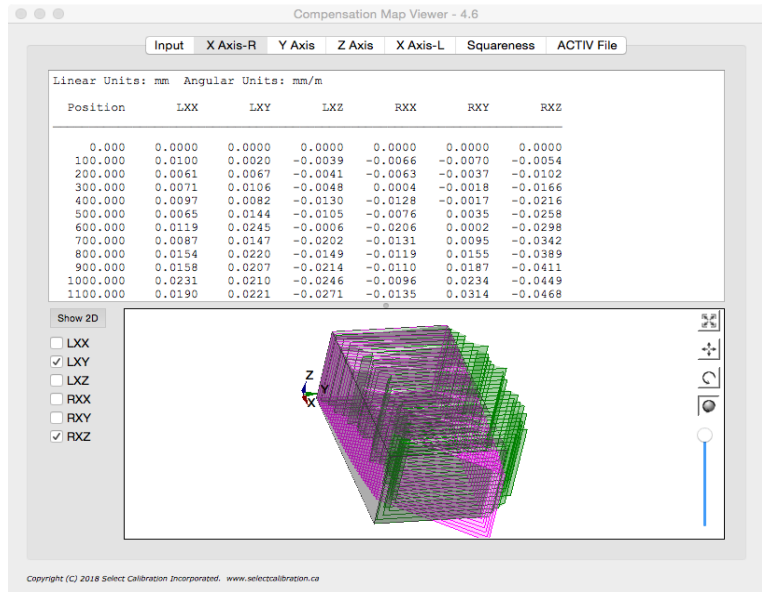 Compensation Map Viewer - 4.6
Input X Axis-R Y Axis Z Axis X Axis-L Squareness ACTIV File
Linear Units: mm Angular Units: mm/m
Position LXX LXY LXZ RXX RXY RXZ
0.000 0.0000 0.0000 0.0000 0.0000 0.0000 0.0000
100.000 0.0100 0.0020 -0.0039 -0.0066 -0.0070 -0.0054
200.000 0.0061 0.0067 -0.0041 -0.0063 -0.0037 -0.0102
300.000 0.0071 0.0106 -0.0048 0.0004 -0.0018 -0.0166
400.000 0.0097 0.0082 -0.0130 -0.0128 -0.0017 -0.0216
500.000 0.0065 0.0144 -0.0105 -0.0076 0.0035 -0.0258
600.000 0.0119 0.0245 -0.0006 -0.0206 0.0002 -0.0298
700.000 0.0087 0.0147 -0.0202 -0.0131 0.0095 -0.0342
800.000 0.0154 0.0220 -0.0149 -0.0119 0.0155 -0.0389
900.000 0.0158 0.0207 -0.0214 -0.0110 0.0187 -0.0411
1000.000 0.0231 0.0210 -0.0246 -0.0096 0.0234 -0.0449
1100.000 0.0190 0.0221 -0.0271 -0.0135 0.0314 -0.0468
Show 2D
LXX
LXY
LXZ
RXX
RXY
RXZ
Z
Y
X
Copyright (C) 2018 Select Calibration Incorporated. www.selectcalibration.ca